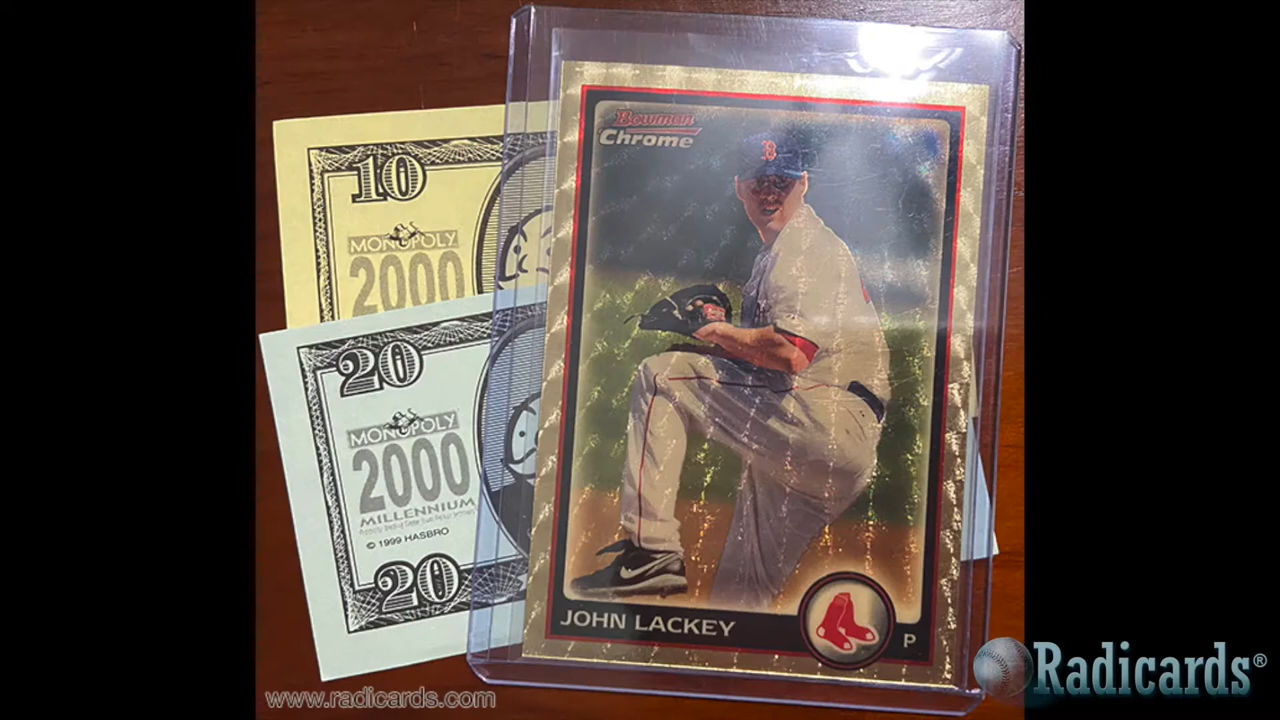 10
MONOPOLY
2000
20
MONOPOLY
2000
MILLENNIUM
© 1999 HASBRO
20
Bowman
Chrome
B
JOHN LACKEY
P
www.radicards.com
Radicards®